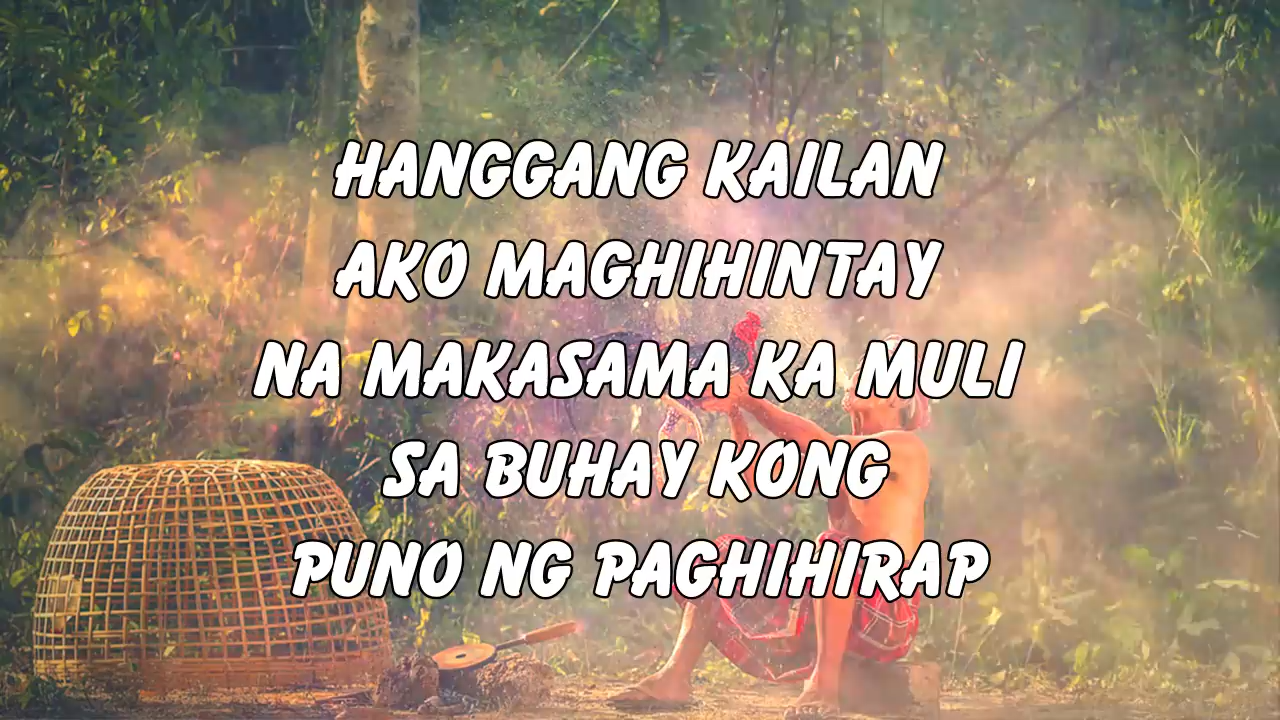 HANGGANG KAILAN
AKO MAGHIHINTAY
NA MAKASAMA KA MULI
SA BUHAY KONG
PUNO NG PAGHIHIRAP